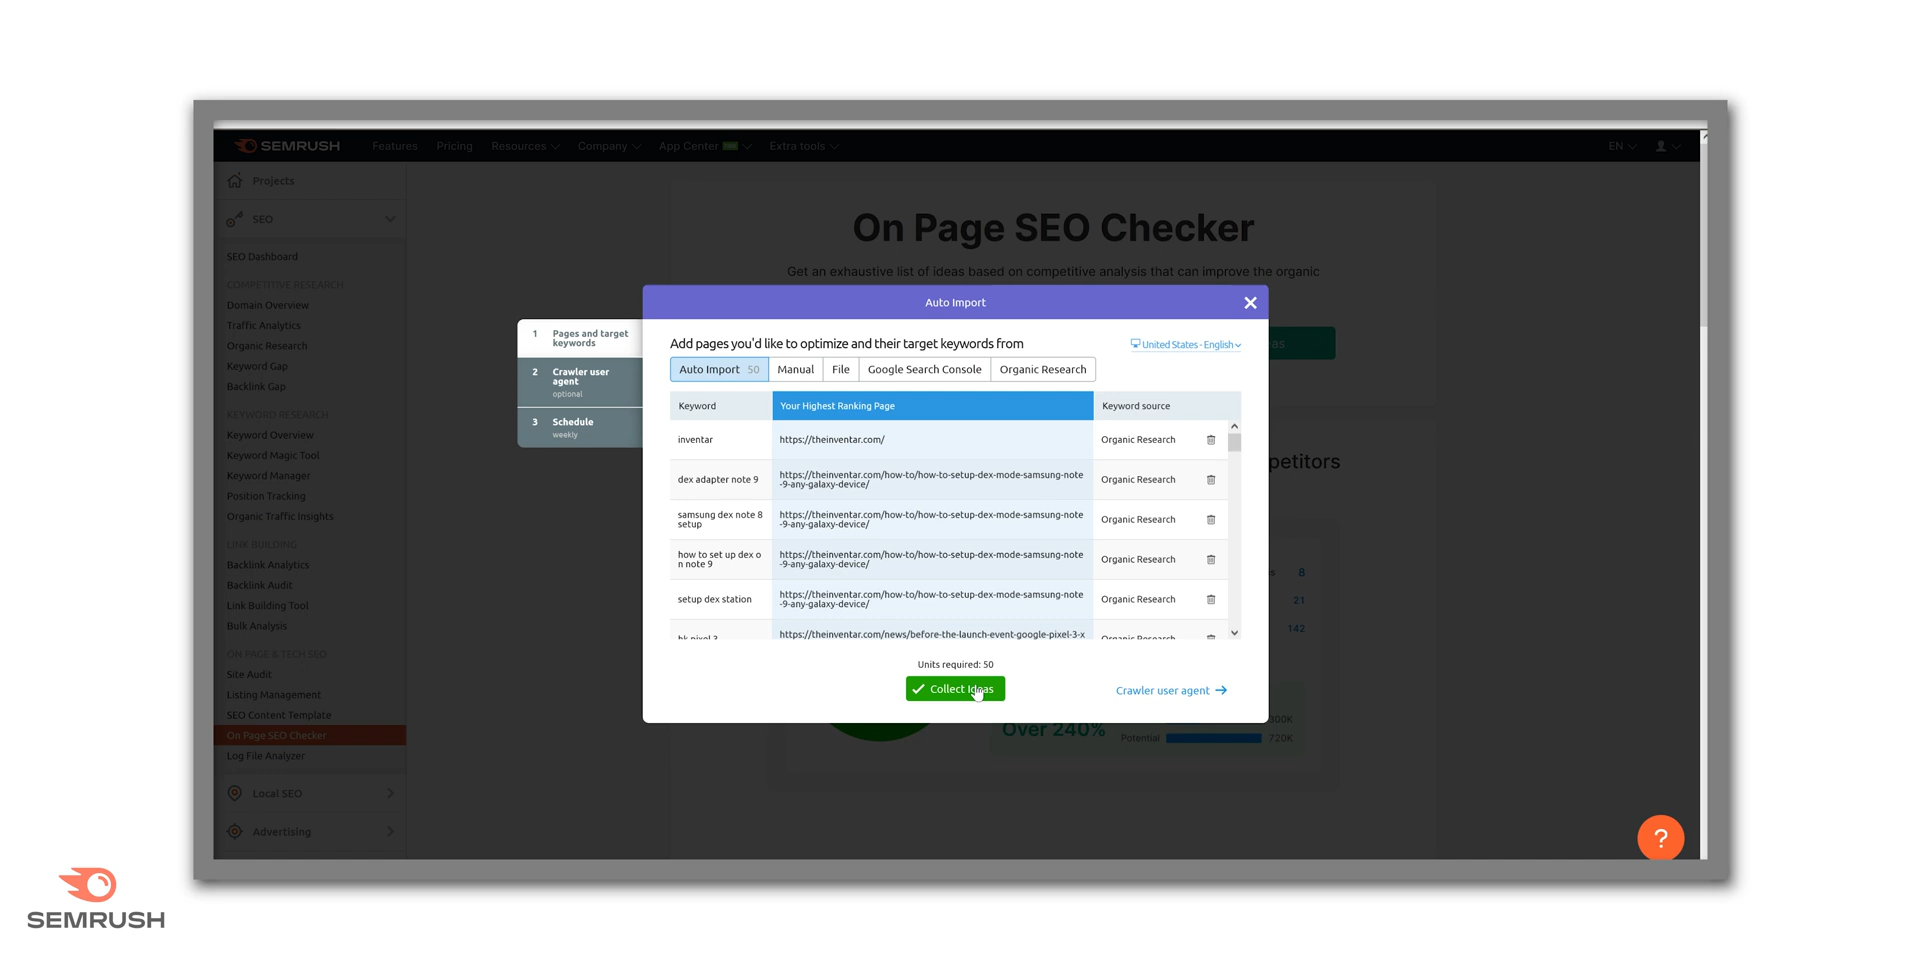 SEMRUSH
Features
Pricing
Resources
Company
App Center
Extra tools
EN
Projects
SEO
SEO Dashboard
COMPETITIVE RESEARCH
Domain Overview
Traffic Analytics
Organic Research
Keyword Gap
Backlink Gap
KEYWORD RESEARCH
Keyword Overview
Keyword Magic Tool
Keyword Manager
Position Tracking
Organic Traffic Insights
LINK BUILDING
Backlink Analytics
Backlink Audit
Link Building Tool
Bulk Analysis
ON PAGE & TECH SEO
Site Audit
Listing Management
SEO Content Template
On Page SEO Checker
Log File Analyzer
Local SEO
Advertising
On Page SEO Checker
Get an exhaustive list of ideas based on competitive analysis that can improve the organic
1 Pages and target
keywords
2 Crawler user
agent
optional
3 Schedule
weekly
Auto Import
Add pages you'd like to optimize and their target keywords from
United States - English
Auto Import 50
Manual
File
Google Search Console
Organic Research
Keyword
Your Highest Ranking Page
Keyword source
inventar
https://theinventar.com/
Organic Research
dex adapter note 9
https://theinventar.com/how-to/how-to-setup-dex-mode-samsung-note
-9-any-galaxy-device/
Organic Research
samsung dex note 8
setup
https://theinventar.com/how-to/how-to-setup-dex-mode-samsung-note
-9-any-galaxy-device/
Organic Research
how to set up dex o
n note 9
https://theinventar.com/how-to/how-to-setup-dex-mode-samsung-note
-9-any-galaxy-device/
Organic Research
setup dex station
https://theinventar.com/how-to/how-to-setup-dex-mode-samsung-note
-9-any-galaxy-device/
Organic Research
https://theinventar.com/news/before-the-launch-event-google-pixel-3-x
Organic Research
Units required: 50
Collect Ideas
Crawler user agent
petitors
8
21
142
Over 240%
300K
Potential
720K
?
SEMRUSH